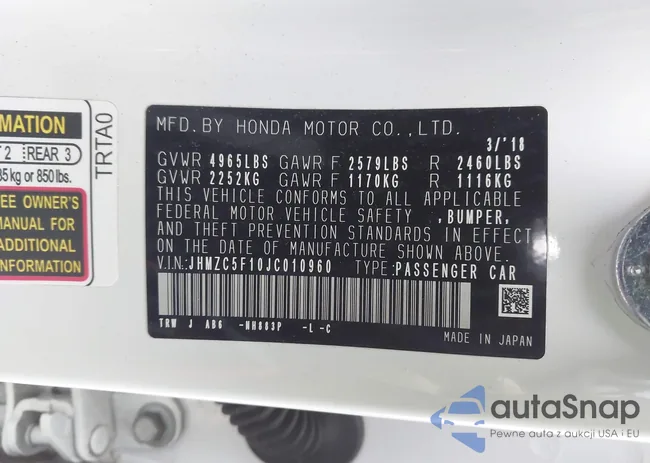 MATION
T 2 REAR 3
85 kg or 850 lbs.
EE OWNER'S
MANUAL FOR
ADDITIONAL
INFORMATION
TRTA0
MFD. BY HONDA MOTOR CO., LTD.
3/'18
GVWR 4965LBS GAWR F 2579LBS R 2460LBS
GVWR 2252KG GAWR F 1170KG R 1116KG
THIS VEHICLE CONFORMS TO ALL APPLICABLE
FEDERAL MOTOR VEHICLE SAFETY ,BUMPER,
AND THEFT PREVENTION STANDARDS IN EFFECT
ON THE DATE OF MANUFACTURE SHOWN ABOVE.
V.IN.: JHMZC5F10JC010960 TYPE: PASSENGER CAR
TRW J AB6 -NH883P -L -C
MADE IN JAPAN
autaSnap
Pewne auta z aukcji USA i EU